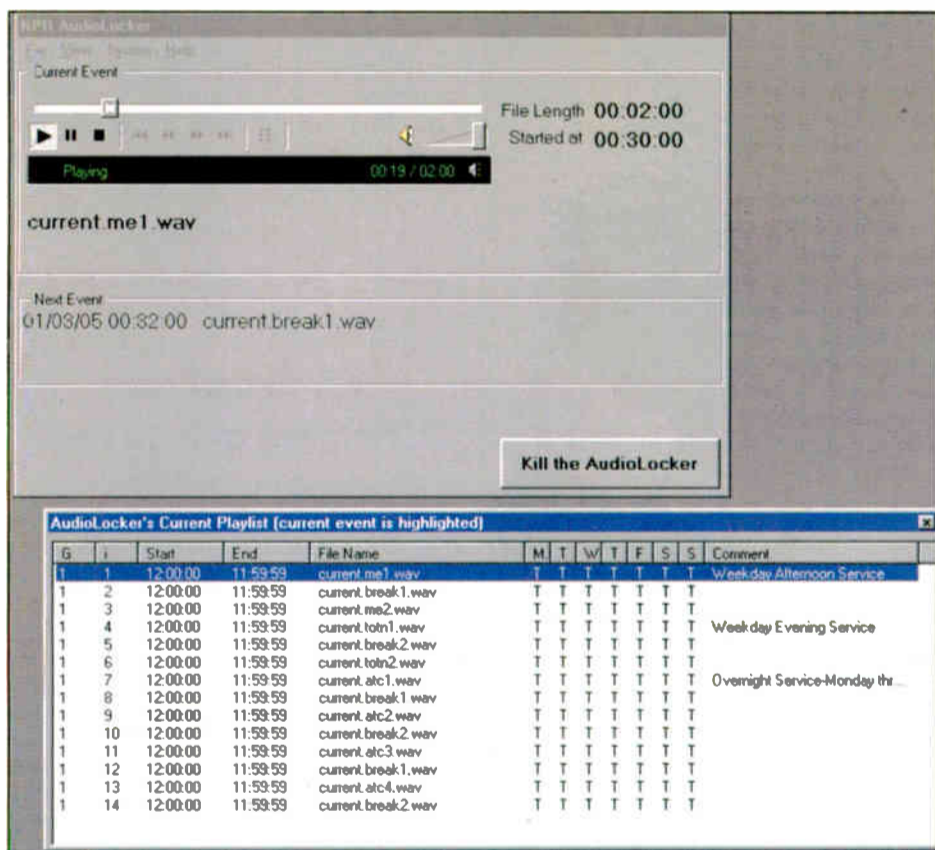 AudioLocker
View System Help
Current Event
File Length 00:02:00
Started at 00:30:00
Playing 00:19 / 02:00
current.me1.wav
Next Event
01/03/05 00:32:00 current.break1.wav
Kill the AudioLocker
AudioLocker's Current Playlist (current event is highlighted)
G i Start End File Name M T W T F S S Comment
1 1 12:00:00 11:59:59 current.me1.wav T T T T T T T Weekday Afternoon Service
1 2 12:00:00 11:59:59 current.break1.wav T T T T T T T
1 3 12:00:00 11:59:59 current.me2.wav T T T T T T T
1 4 12:00:00 11:59:59 current.totn1.wav T T T T T T T Weekday Evening Service
1 5 12:00:00 11:59:59 current.break2.wav T T T T T T T
1 6 12:00:00 11:59:59 current.totn2.wav T T T T T T T
1 7 12:00:00 11:59:59 current.atc1.wav T T T T T T T Overnight Service-Monday thr...
1 8 12:00:00 11:59:59 current.break1.wav T T T T T T T
1 9 12:00:00 11:59:59 current.atc2.wav T T T T T T T
1 10 12:00:00 11:59:59 current.break2.wav T T T T T T T
1 11 12:00:00 11:59:59 current.atc3.wav T T T T T T T
1 12 12:00:00 11:59:59 current.break1.wav T T T T T T T
1 13 12:00:00 11:59:59 current.atc4.wav T T T T T T T
1 14 12:00:00 11:59:59 current.break2.wav T T T T T T T